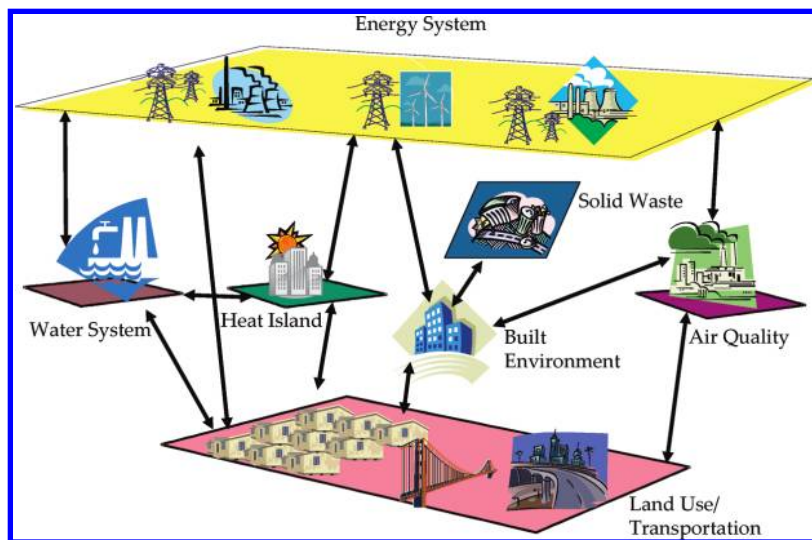 Energy System
Solid Waste
Water System
Heat Island
Built
Environment
Air Quality
Land Use/
Transportation